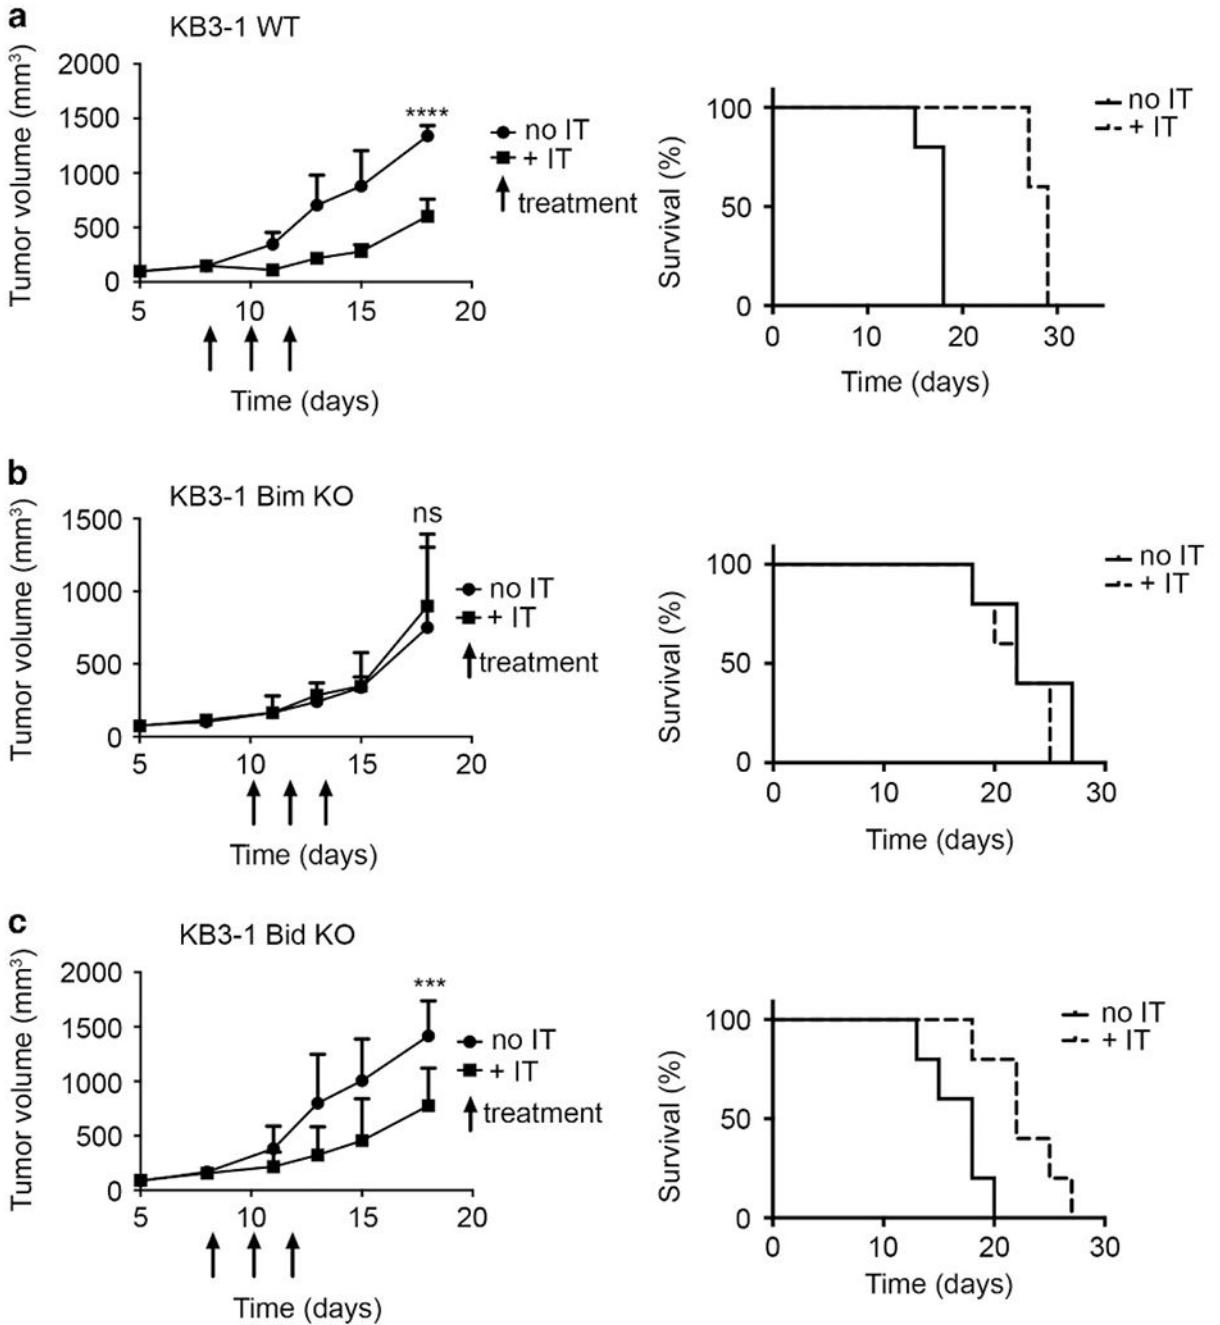 a
KB3-1 WT
Tumor volume (mm³)
2000
1500
1000
500
0
5 10 15 20
****
no IT
+ IT
treatment
Time (days)
Survival (%)
100
50
0
0 10 20 30
no IT
+ IT
Time (days)
b
KB3-1 Bim KO
Tumor volume (mm³)
1500
1000
500
0
5 10 15 20
ns
no IT
+ IT
treatment
Time (days)
Survival (%)
100
50
0
0 10 20 30
no IT
+ IT
Time (days)
c
KB3-1 Bid KO
Tumor volume (mm³)
2000
1500
1000
500
0
5 10 15 20
***
no IT
+ IT
treatment
Time (days)
Survival (%)
100
50
0
0 10 20 30
no IT
+ IT
Time (days)